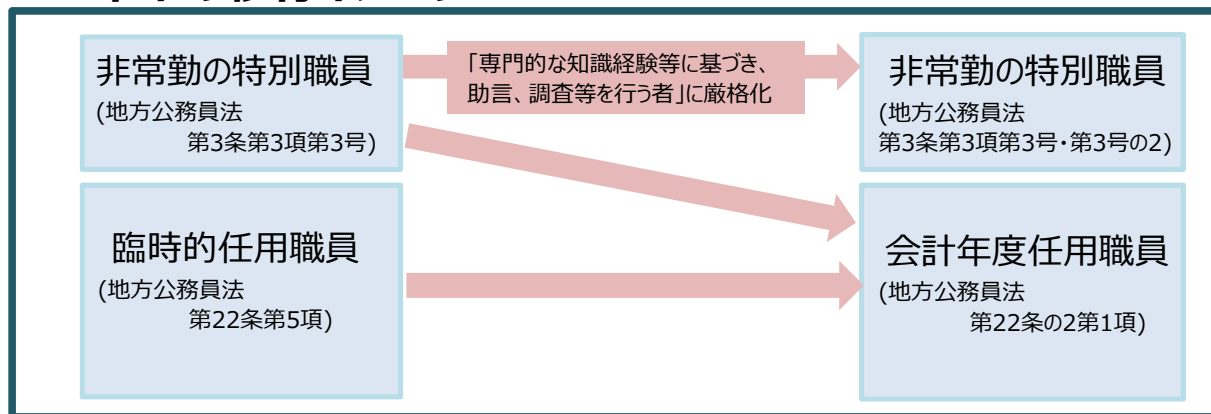 非常勤の特別職員
(地方公務員法
第3条第3項第3号)
「専門的な知識経験等に基づき、
助言、調査等を行う者」に厳格化
非常勤の特別職員
(地方公務員法
第3条第3項第3号・第3号の2)
臨時的任用職員
(地方公務員法
第22条第5項)
会計年度任用職員
(地方公務員法
第22条の2第1項)